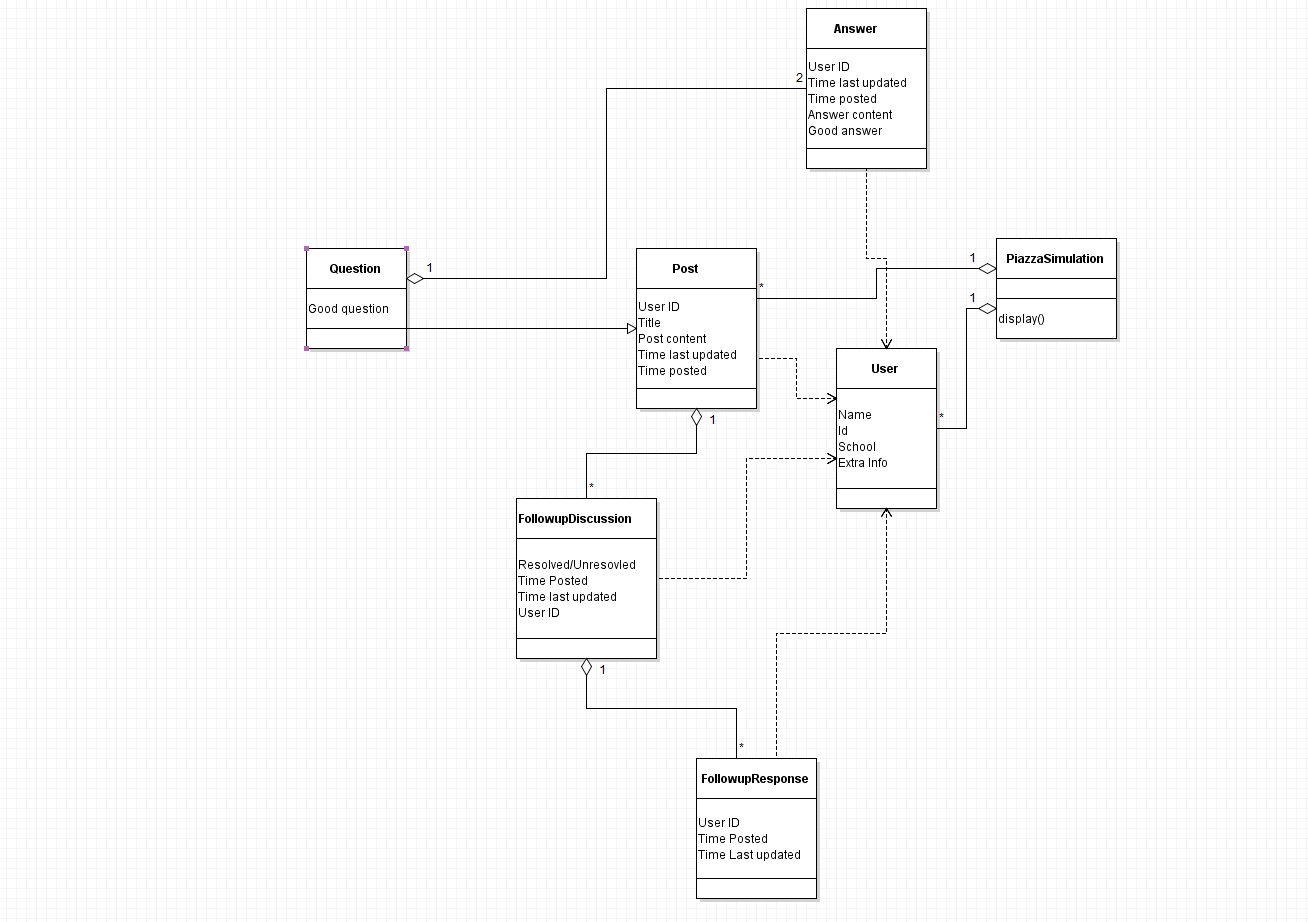 Answer
User ID
Time last updated
Time posted
Answer content
Good answer
2
Question
Good question
1
Post
User ID
Title
Post content
Time last updated
Time posted
*
1
1
PiazzaSimulation
display()
User
Name
Id
School
Extra Info
*
1
*
FollowupDiscussion
Resolved/Unresovled
Time Posted
Time last updated
User ID
1
*
FollowupResponse
User ID
Time Posted
Time Last updated